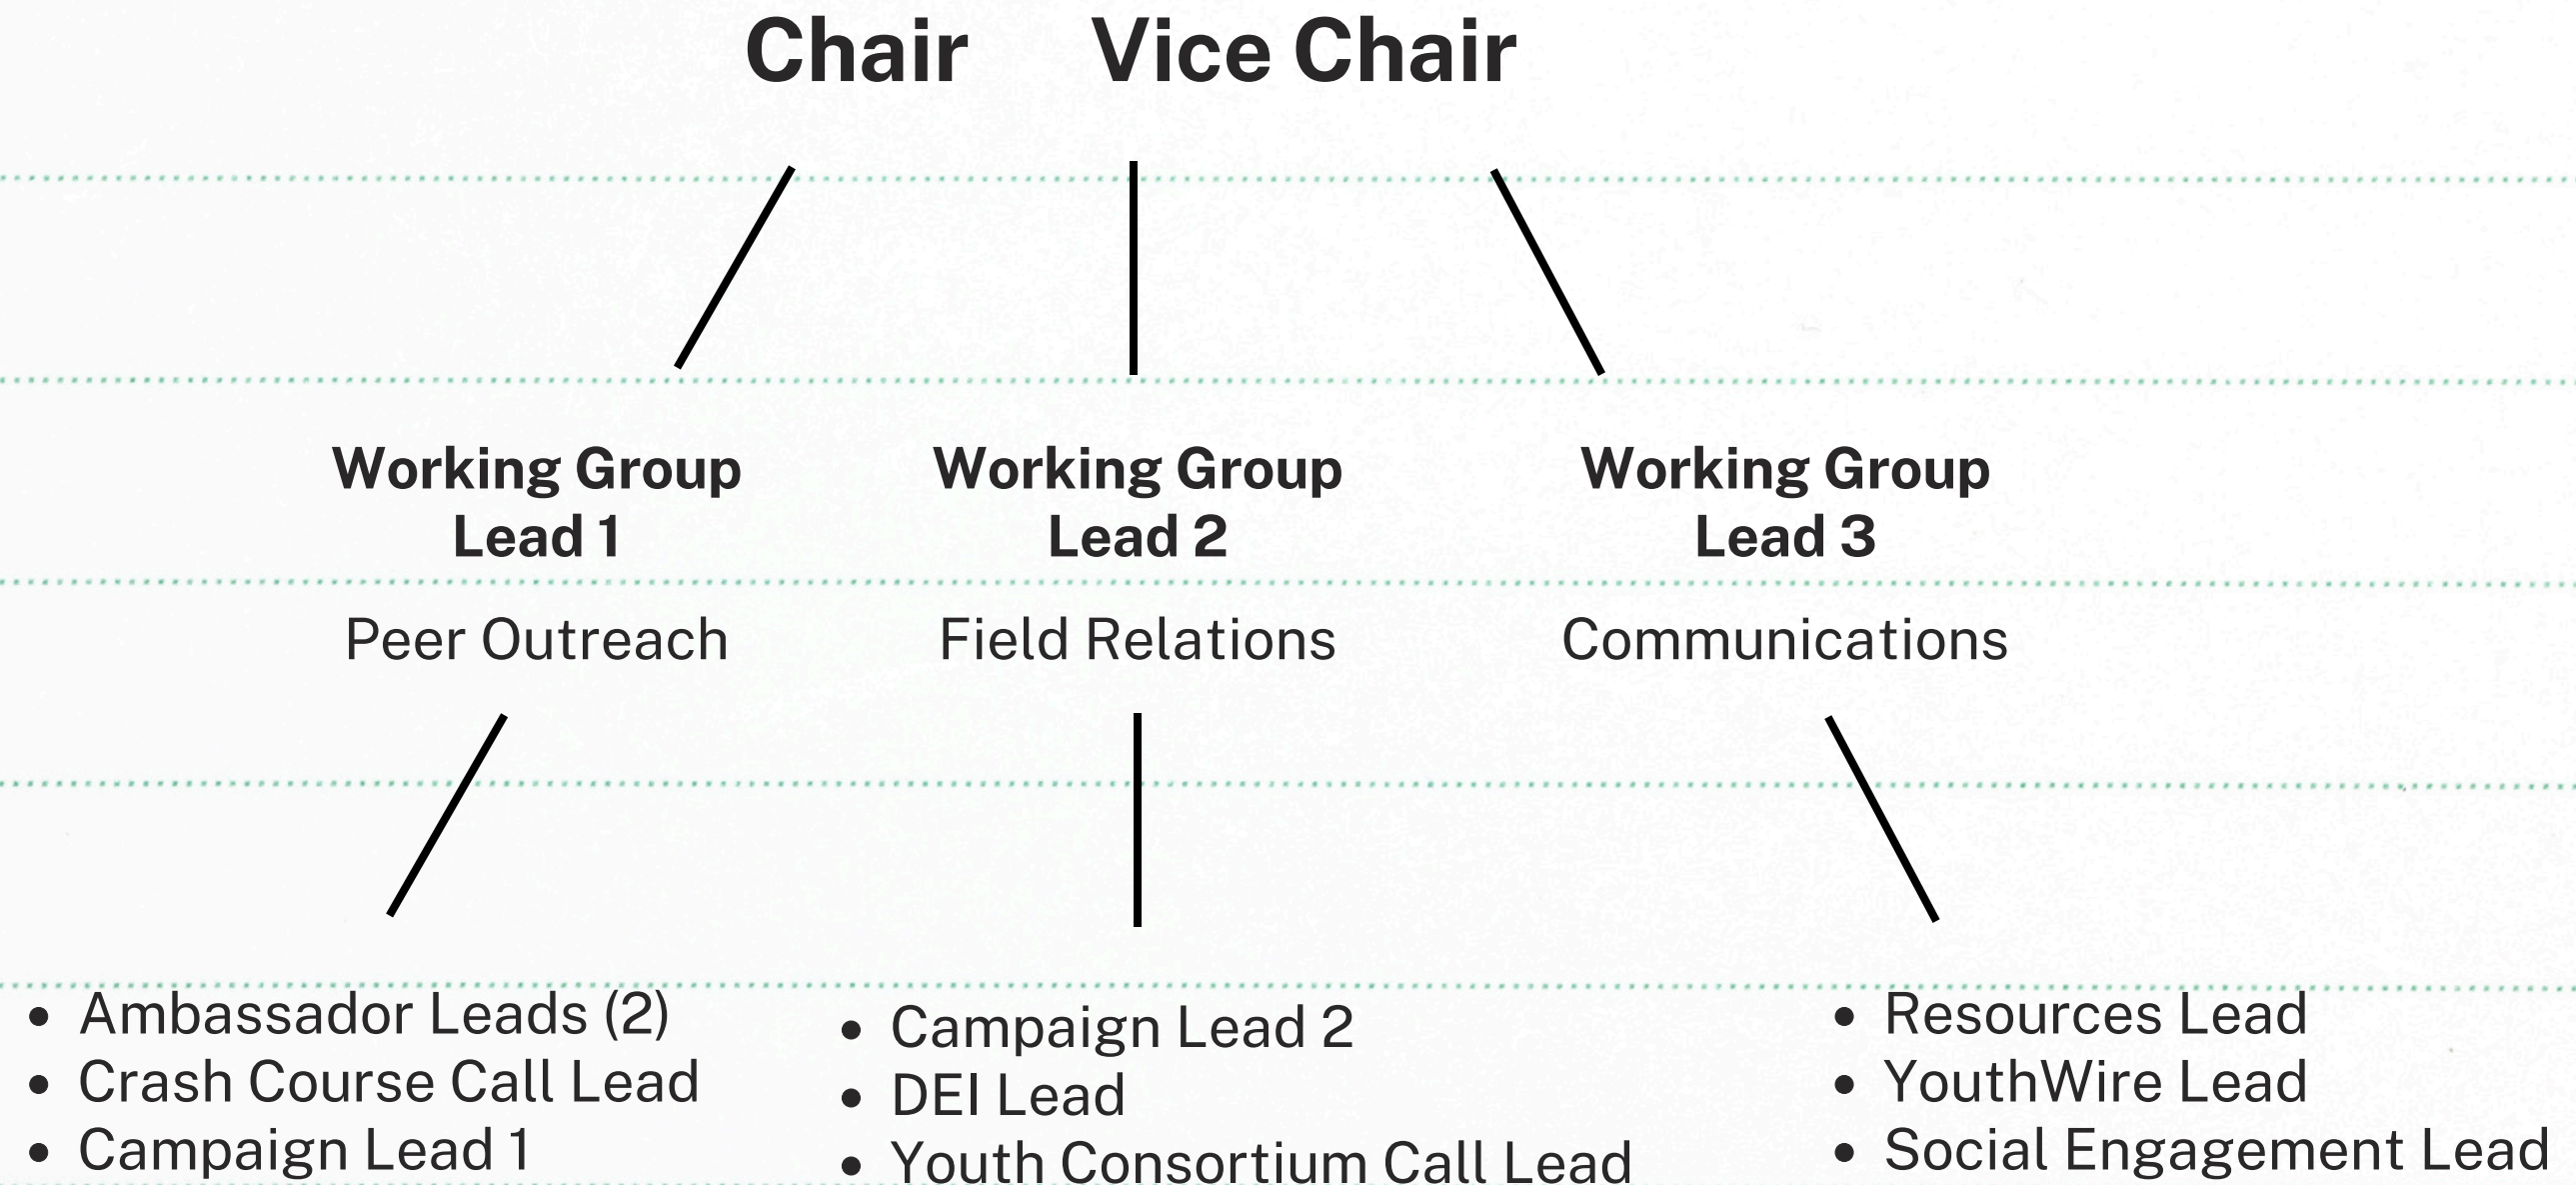 Chair Vice Chair
Working Group
Lead 1
Peer Outreach
Working Group
Lead 2
Field Relations
Working Group
Lead 3
Communications
• Ambassador Leads (2)
• Crash Course Call Lead
• Campaign Lead 1
• Campaign Lead 2
• DEI Lead
• Youth Consortium Call Lead
• Resources Lead
• YouthWire Lead
• Social Engagement Lead